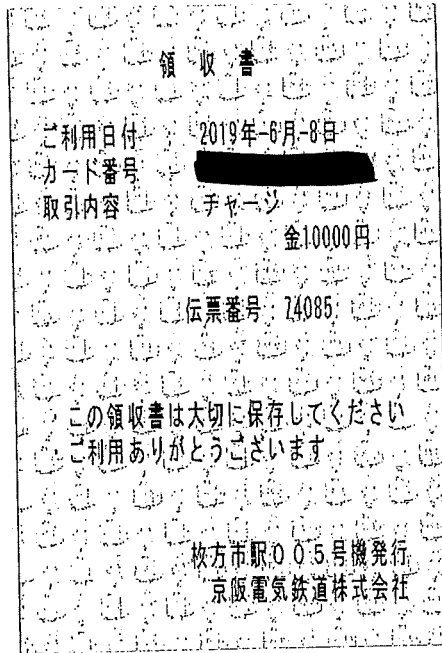 領収書
ご利用日付 2019年-6月-8日
カード番号
取引内容 チャージ
金10000円
伝票番号 74085
この領収書は大切に保存してください
ご利用ありがとうございます
枚方市駅005号機発行
京阪電気鉄道株式会社